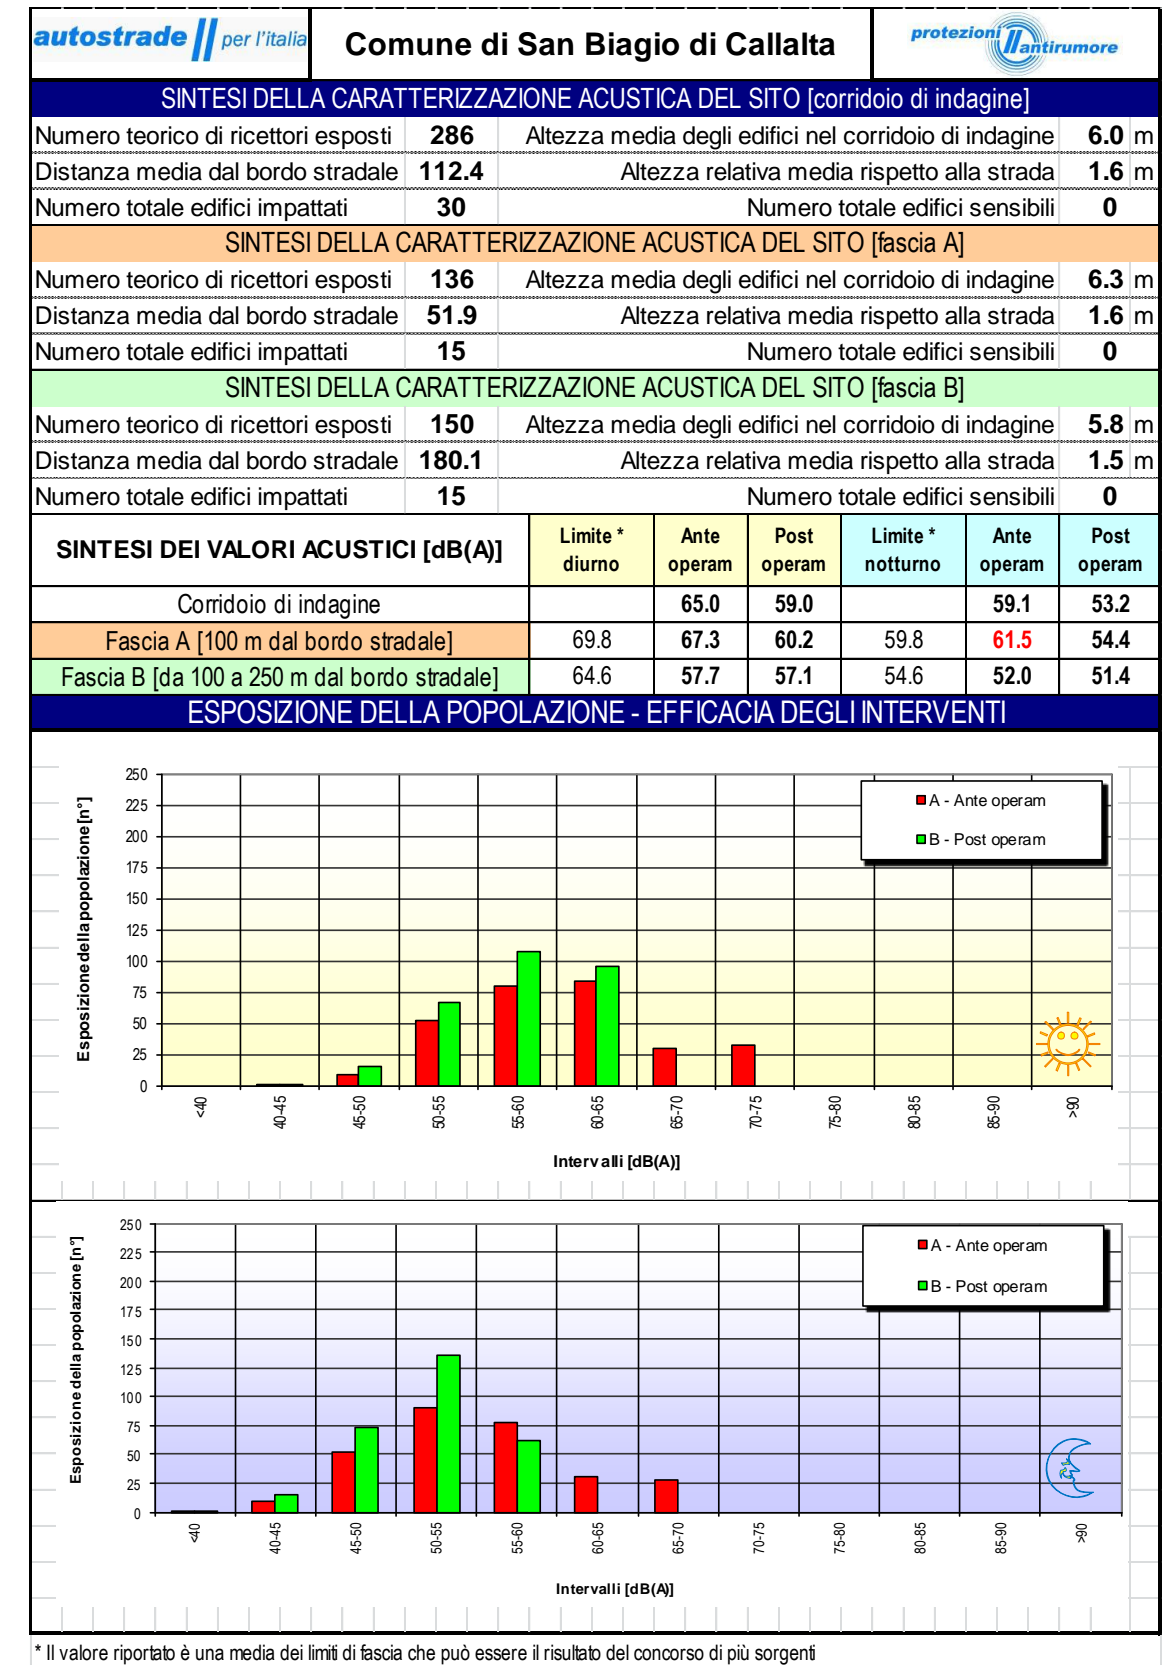 autostrade per l'italia
Comune di San Biagio di Callalta
protezioni antirumore
SINTESI DELLA CARATTERIZZAZIONE ACUSTICA DEL SITO [corridoio di indagine]
Numero teorico di ricettori esposti 286 Altezza media degli edifici nel corridoio di indagine 6.0 m
Distanza media dal bordo stradale 112.4 Altezza relativa media rispetto alla strada 1.6 m
Numero totale edifici impattati 30 Numero totale edifici sensibili 0
SINTESI DELLA CARATTERIZZAZIONE ACUSTICA DEL SITO [fascia A]
Numero teorico di ricettori esposti 136 Altezza media degli edifici nel corridoio di indagine 6.3 m
Distanza media dal bordo stradale 51.9 Altezza relativa media rispetto alla strada 1.6 m
Numero totale edifici impattati 15 Numero totale edifici sensibili 0
SINTESI DELLA CARATTERIZZAZIONE ACUSTICA DEL SITO [fascia B]
Numero teorico di ricettori esposti 150 Altezza media degli edifici nel corridoio di indagine 5.8 m
Distanza media dal bordo stradale 180.1 Altezza relativa media rispetto alla strada 1.5 m
Numero totale edifici impattati 15 Numero totale edifici sensibili 0
SINTESI DEI VALORI ACUSTICI [dB(A)]
Limite * diurno
Ante operam
Post operam
Limite * notturno
Ante operam
Post operam
Corridoio di indagine 65.0 59.0 59.1 53.2
Fascia A [100 m dal bordo stradale] 69.8 67.3 60.2 59.8 61.5 54.4
Fascia B [da 100 a 250 m dal bordo stradale] 64.6 57.7 57.1 54.6 52.0 51.4
ESPOSIZIONE DELLA POPOLAZIONE - EFFICACIA DEGLI INTERVENTI
Esposizione della popolazione [n°]
250
225
200
175
150
125
100
75
50
25
0
A - Ante operam
B - Post operam
<40 40-45 45-50 50-55 55-60 60-65 65-70 70-75 75-80 80-85 85-90 >90
Intervalli [dB(A)]
Esposizione della popolazione [n°]
250
225
200
175
150
125
100
75
50
25
0
A - Ante operam
B - Post operam
<40 40-45 45-50 50-55 55-60 60-65 65-70 70-75 75-80 80-85 85-90 >90
Intervalli [dB(A)]
* Il valore riportato è una media dei limiti di fascia che può essere il risultato del concorso di più sorgenti